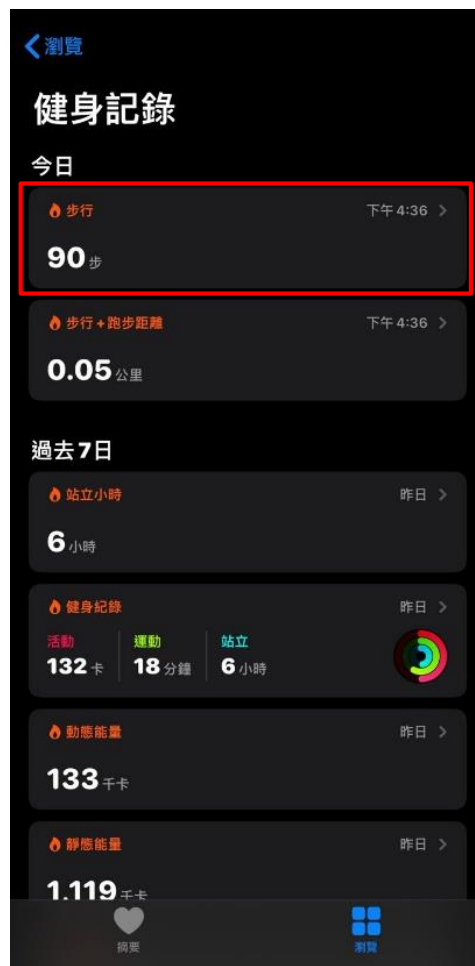 瀏覽
健身記錄
今日
步行 下午4:36
90步
步行+跑步距離 下午4:36
0.05公里
過去7日
站立小時 昨日
6小時
健身紀錄 昨日
活動 運動 站立
132卡 18分鐘 6小時
動態能量 昨日
133千卡
靜態能量 昨日
1,119千卡
摘要 瀏覽